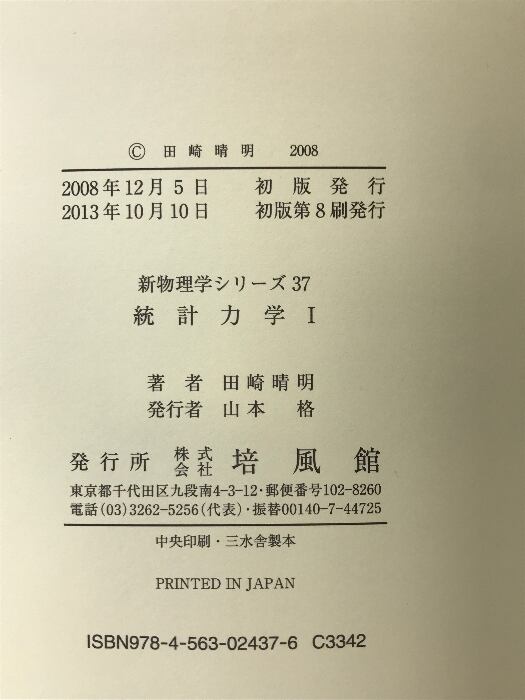 © 田崎晴明 2008
2008年12月5日 初版発行
2013年10月10日 初版第8刷発行
新物理学シリーズ37
統計力学 I
著者 田崎晴明
発行者 山本 格
発行所 株式会社 培風館
東京都千代田区九段南4-3-12・郵便番号102-8260
電話(03)3262-5256(代表)・振替00140-7-44725
中央印刷・三水舎製本
PRINTED IN JAPAN
ISBN978-4-563-02437-6 C3342